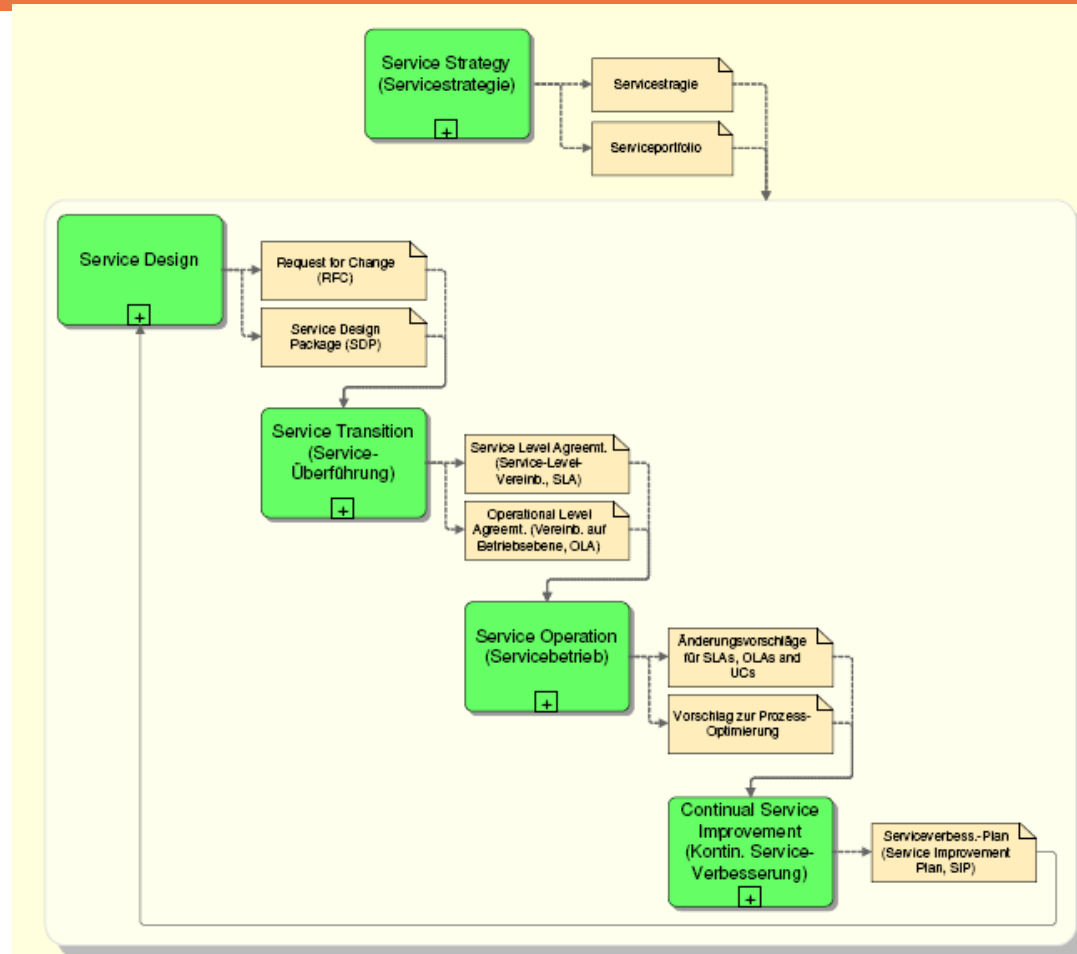 Service Strategy
(Servicestrategie)
Servicestragie
Serviceportfolio
Service Design
Request for Change
(RFC)
Service Design
Package (SDP)
Service Transition
(Service-
Überführung)
Service Level Agreemt.
(Service-Level-
Vereinb., SLA)
Operational Level
Agreemt. (Vereinb. auf
Betriebsebene, OLA)
Service Operation
(Servicebetrieb)
Änderungsvorschläge
für SLAs, OLAs and
UCs
Vorschlag zur Prozess-
Optimierung
Continual Service
Improvement
(Kontin. Service-
Verbesserung)
Serviceverbess.-Plan
(Service Improvement
Plan, SIP)